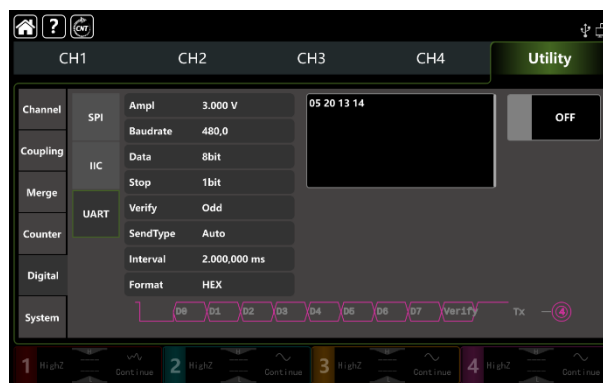 ? CNT
CH1 CH2 CH3 CH4 Utility
Channel
Coupling
Merge
Counter
Digital
System
SPI
IIC
UART
Ampl 3.000 V
Baudrate 480,0
Data 8bit
Stop 1bit
Verify Odd
SendType Auto
Interval 2.000,000 ms
Format HEX
05 20 13 14
OFF
D0 D1 D2 D3 D4 D5 D6 D7 Verify Tx 4
1 HighZ Continue 2 HighZ Continue 3 HighZ Continue 4 HighZ Continue